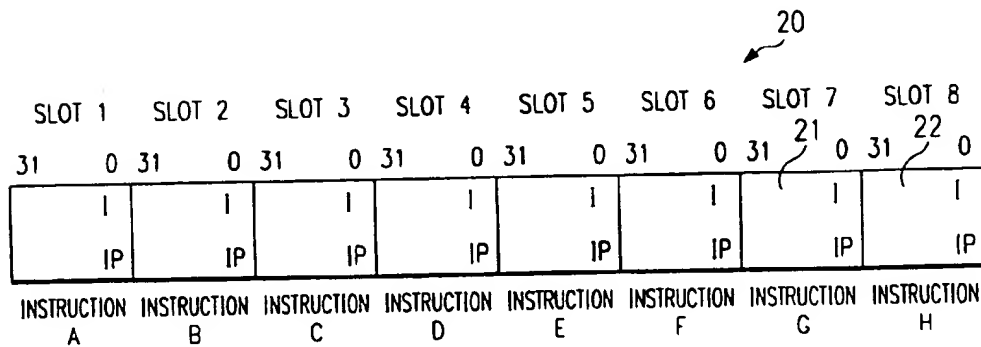 20
SLOT 1 SLOT 2 SLOT 3 SLOT 4 SLOT 5 SLOT 6 SLOT 7 SLOT 8
21 22
31 0 31 0 31 0 31 0 31 0 31 0 31 0 31 0
I I I I I I I I
IP IP IP IP IP IP IP IP
INSTRUCTION INSTRUCTION INSTRUCTION INSTRUCTION INSTRUCTION INSTRUCTION INSTRUCTION INSTRUCTION
A B C D E F G H